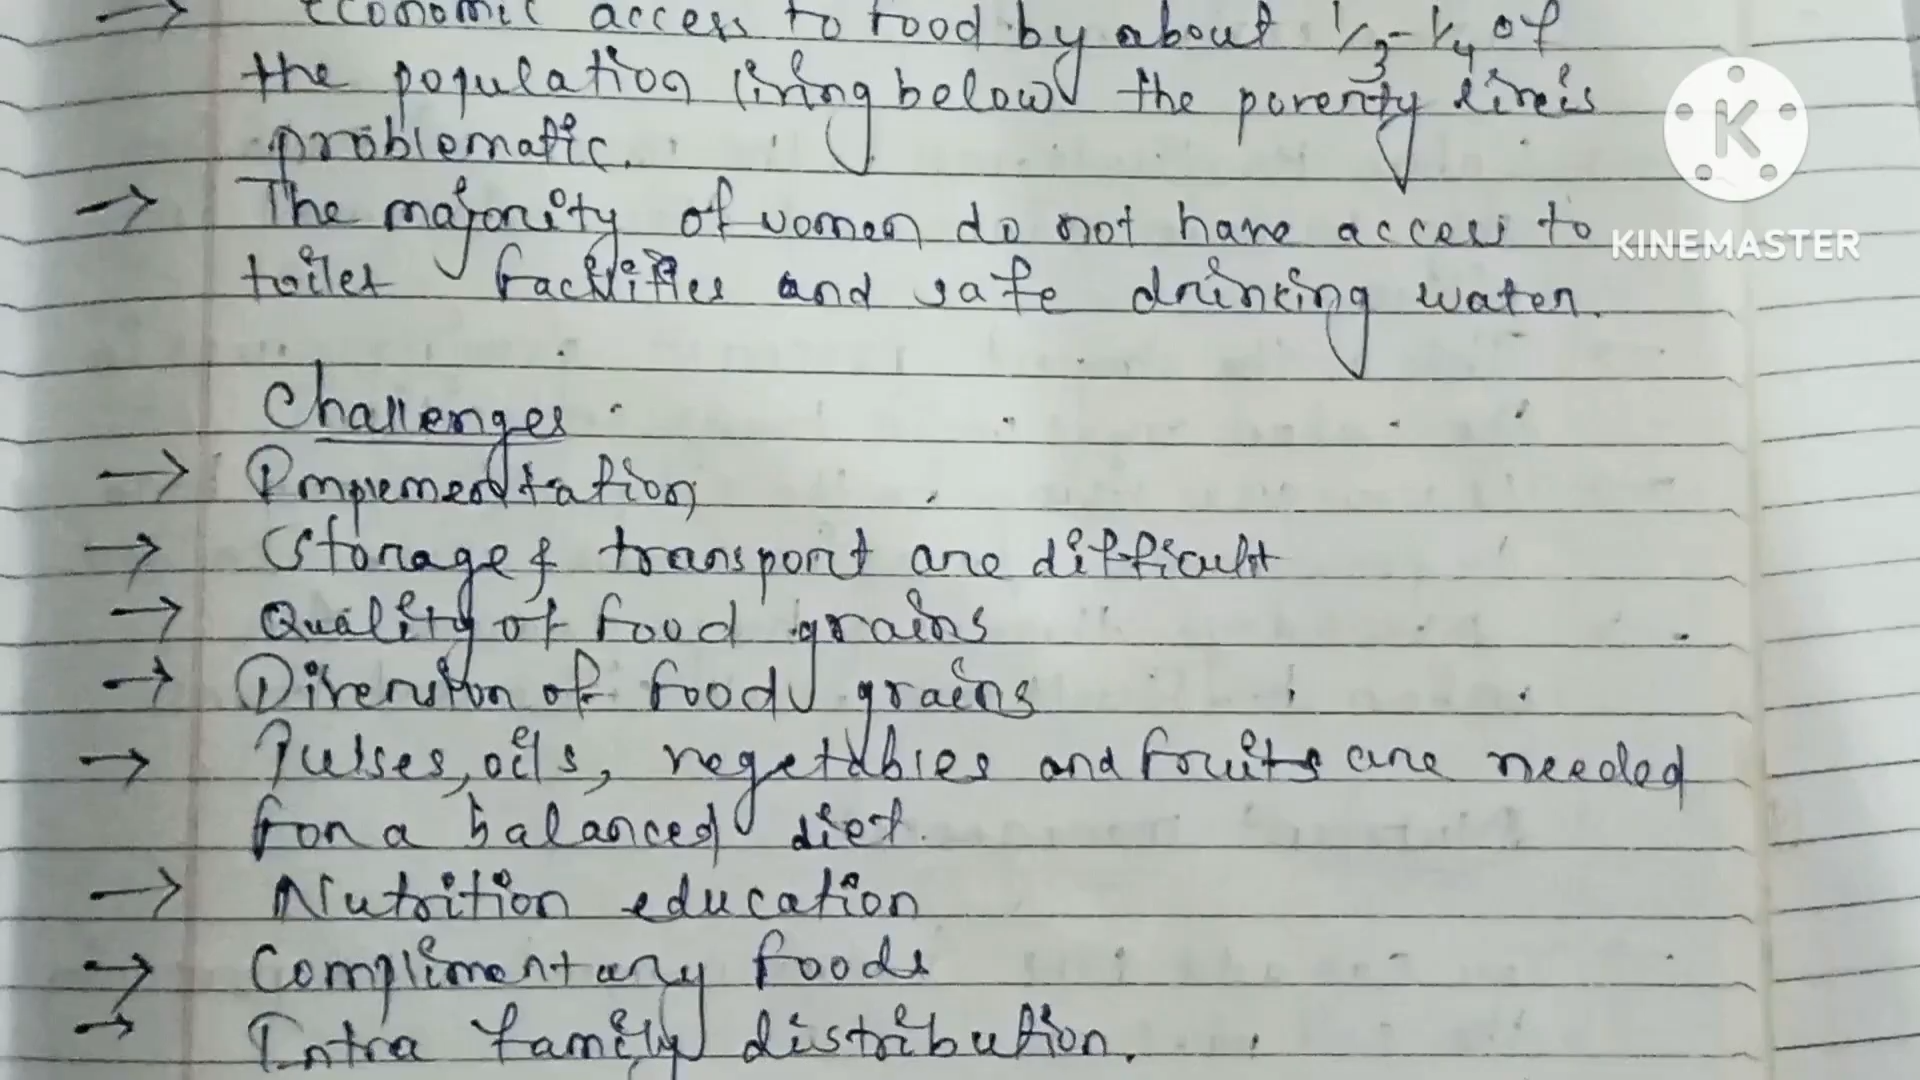 → Economic access to food by about 1/3-1/4 of
the population living below the poverty line is
problematic.
→ The majority of women do not have access to
toilet facilities and safe drinking water.
Challenges
→ Implementation
→ Storage & transport are difficult
→ Quality of food grains
→ Diversion of food grains
→ Pulses, oils, vegetables and fruits are needed
for a balanced diet.
→ Nutrition education
→ Complimentary foods
→ Intra family distribution.
K
KINEMASTER